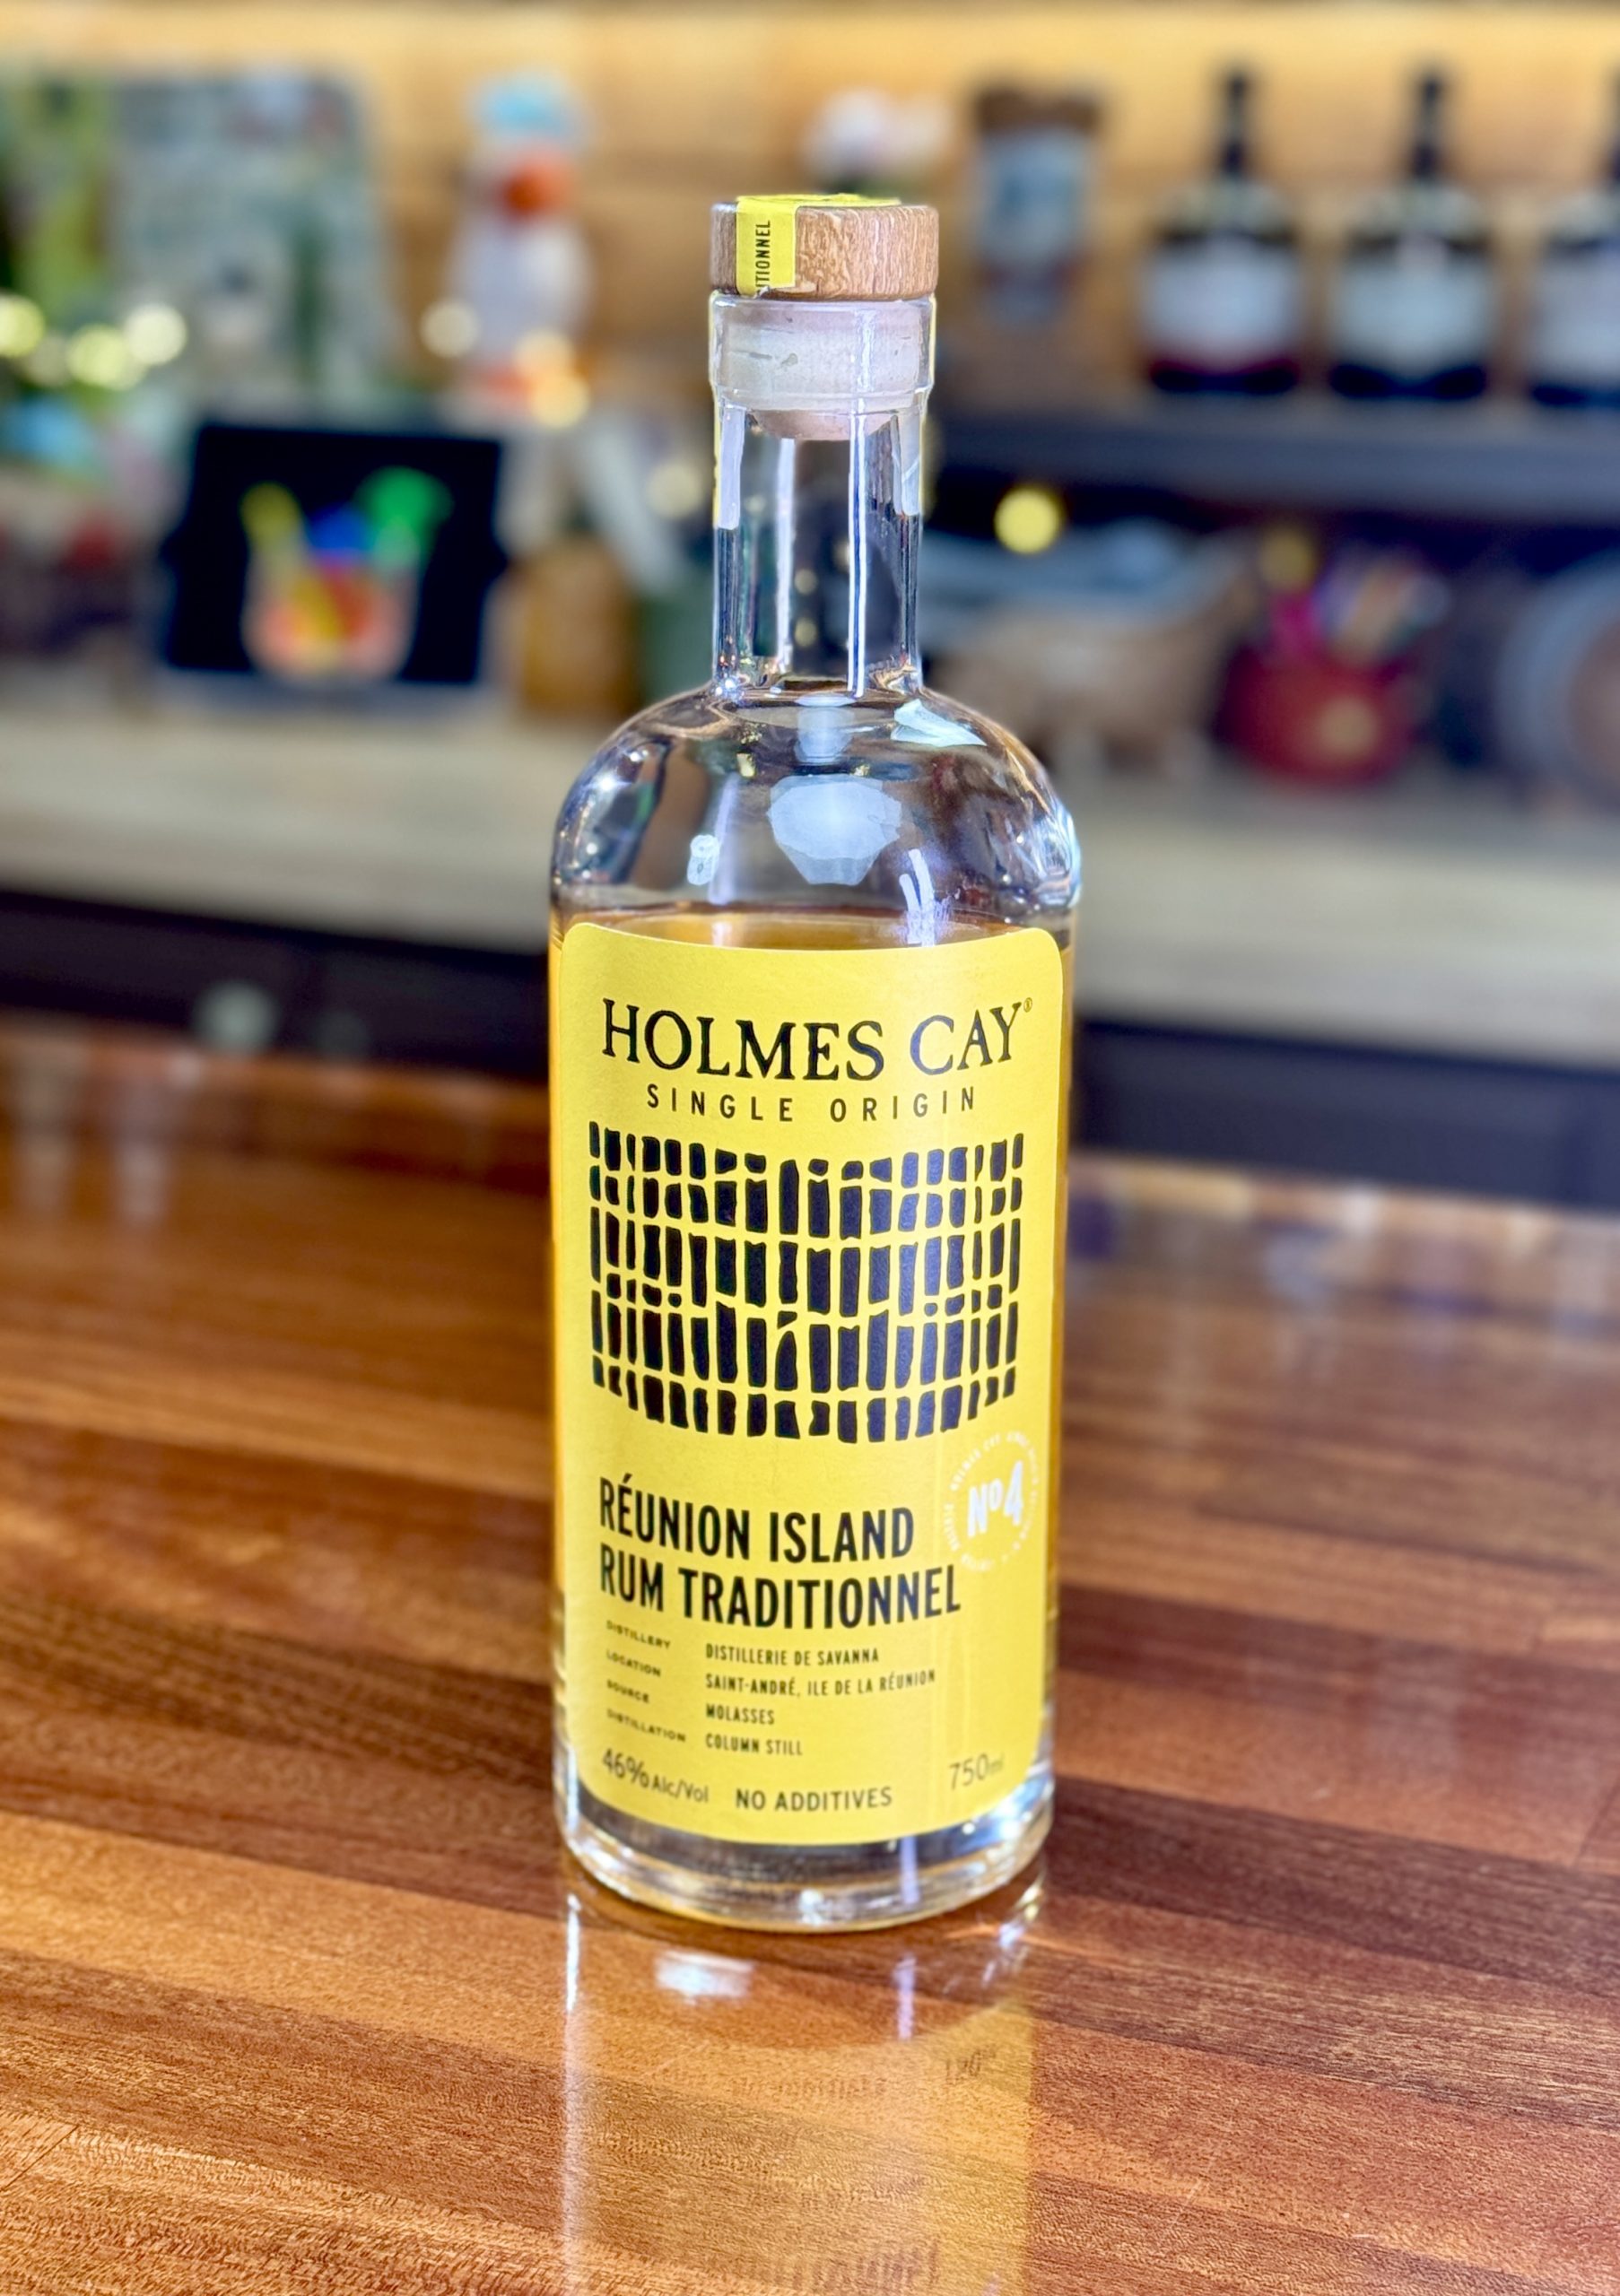 TIONNEL
HOLMES CAY®
SINGLE ORIGIN
Nº4
RÉUNION ISLAND
RUM TRADITIONNEL
DISTILLERY DISTILLERIE DE SAVANNA
LOCATION SAINT-ANDRÉ, ILE DE LA RÉUNION
SOURCE MOLASSES
DISTILLATION COLUMN STILL
46% Alc/Vol NO ADDITIVES 750ml